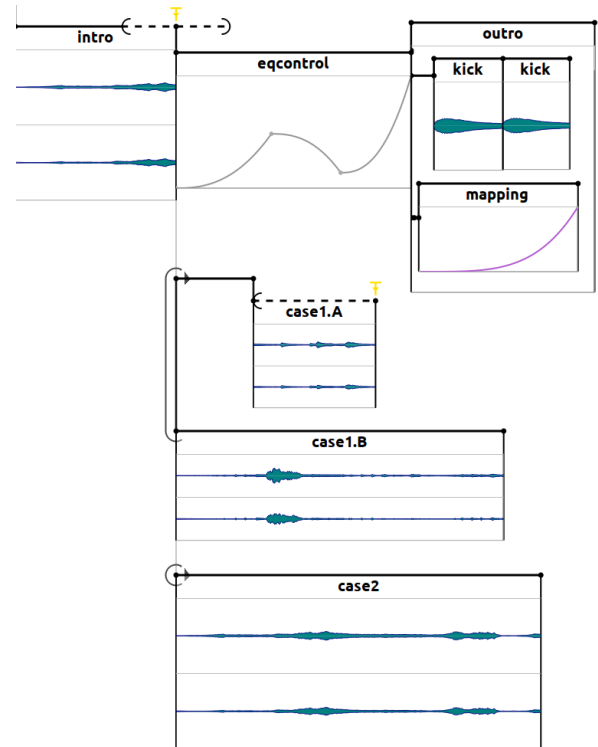 intro
eqcontrol
outro
kick
kick
mapping
case1.A
case1.B
case2